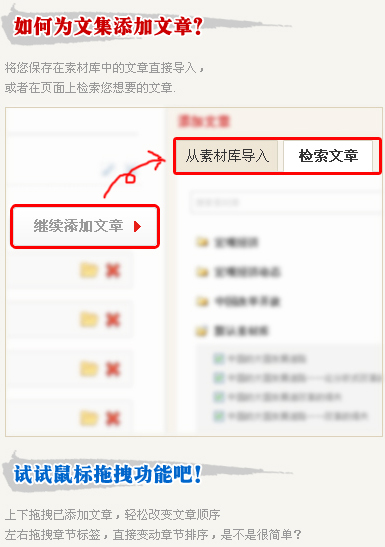 如何为文集添加文章?
将您保存在素材库中的文章直接导入，
或者在页面上检索您想要的文章.
添加文章
从素材库导入
检索文章
继续添加文章
默认素材库
试试鼠标拖拽功能吧!
上下拖拽已添加文章，轻松改变文章顺序
左右拖拽章节标签，直接变动章节排序，是不是很简单?